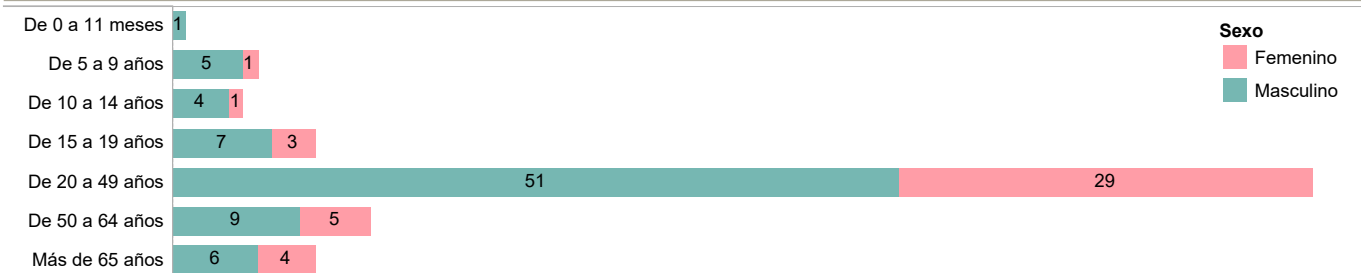 De 0 a 11 meses 1
De 5 a 9 años 5 1
De 10 a 14 años 4 1
De 15 a 19 años 7 3
De 20 a 49 años 51 29
De 50 a 64 años 9 5
Más de 65 años 6 4
Sexo
Femenino
Masculino